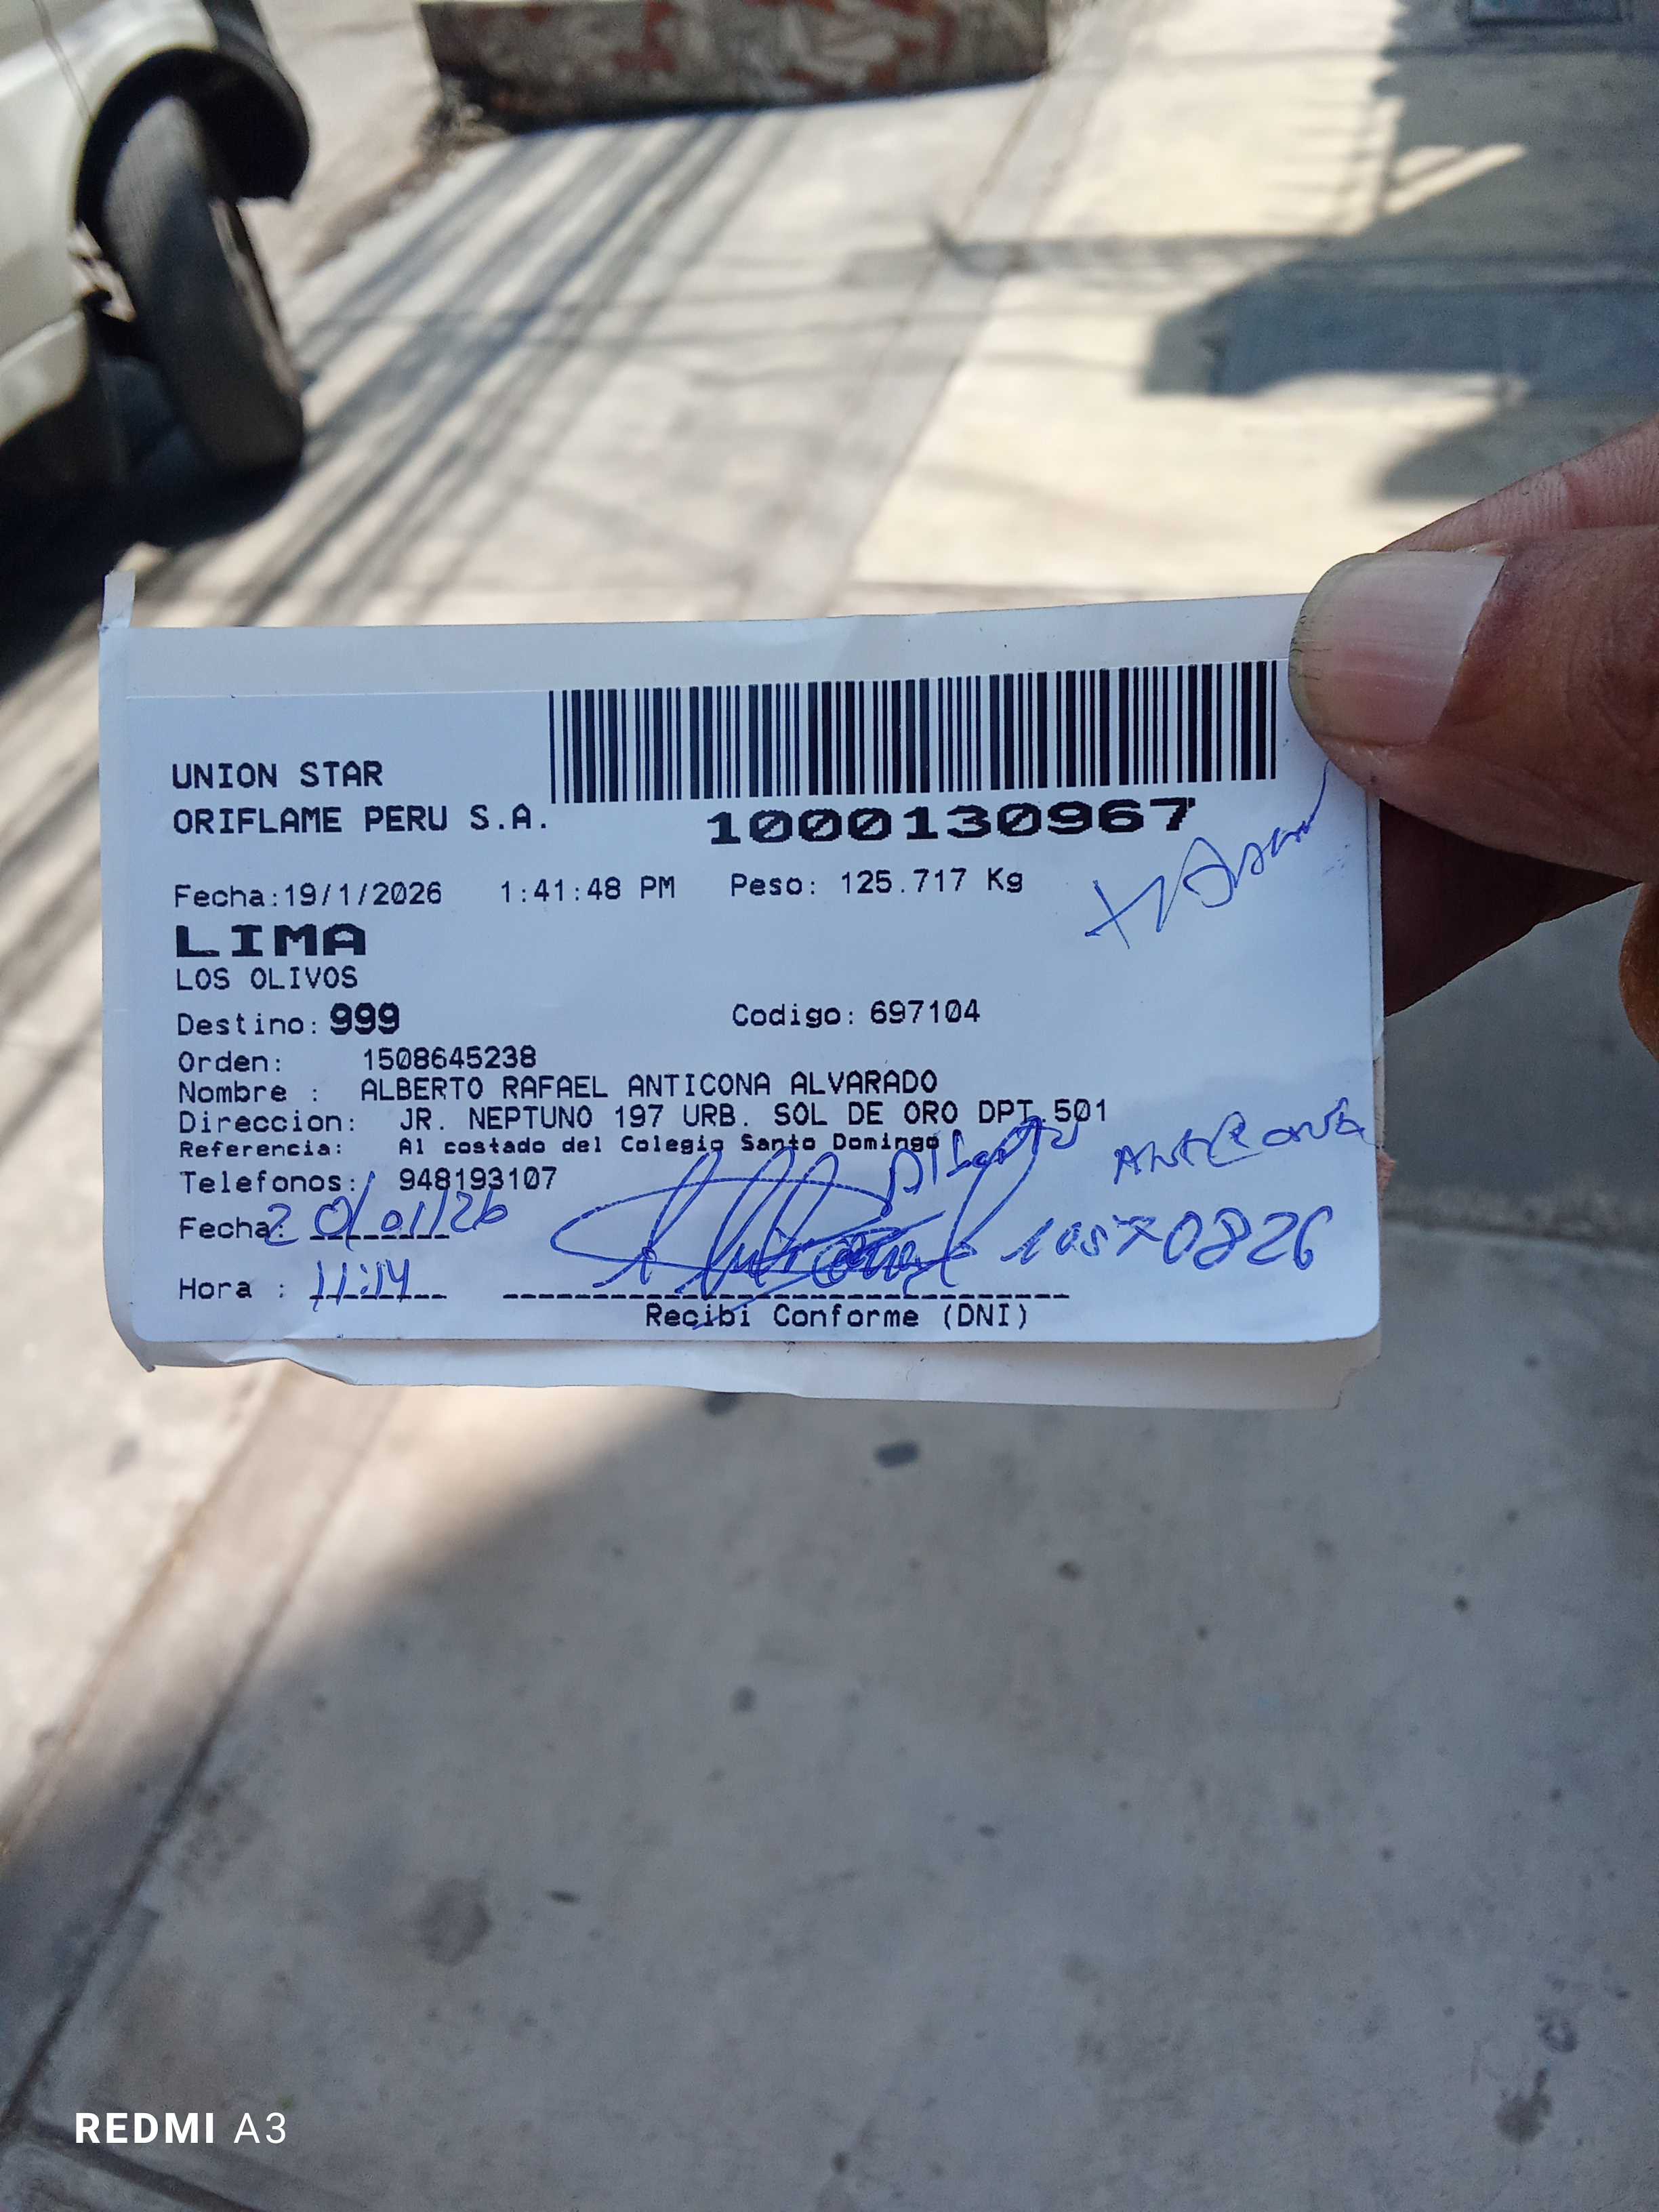 UNION STAR
ORIFLAME PERU S.A.
1000130967
Fecha:19/1/2026 1:41:48 PM Peso: 125.717 Kg
LIMA
LOS OLIVOS
Destino: 999 Codigo: 697104
Orden: 1508645238
Nombre : ALBERTO RAFAEL ANTICONA ALVARADO
Direccion: JR. NEPTUNO 197 URB. SOL DE ORO DPT 501
Referencia: Al costado del Colegio Santo Domingo
Alberto ANTICONA
Telefonos: 948193107
Fecha: 20/01/26
10570826
Hora : 11:14
Recibi Conforme (DNI)
REDMI A3